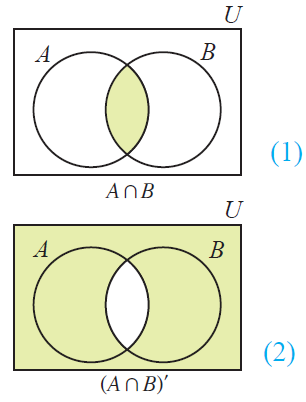 U
A B
(1)
A ∩ B
U
A B
(2)
(A ∩ B)′